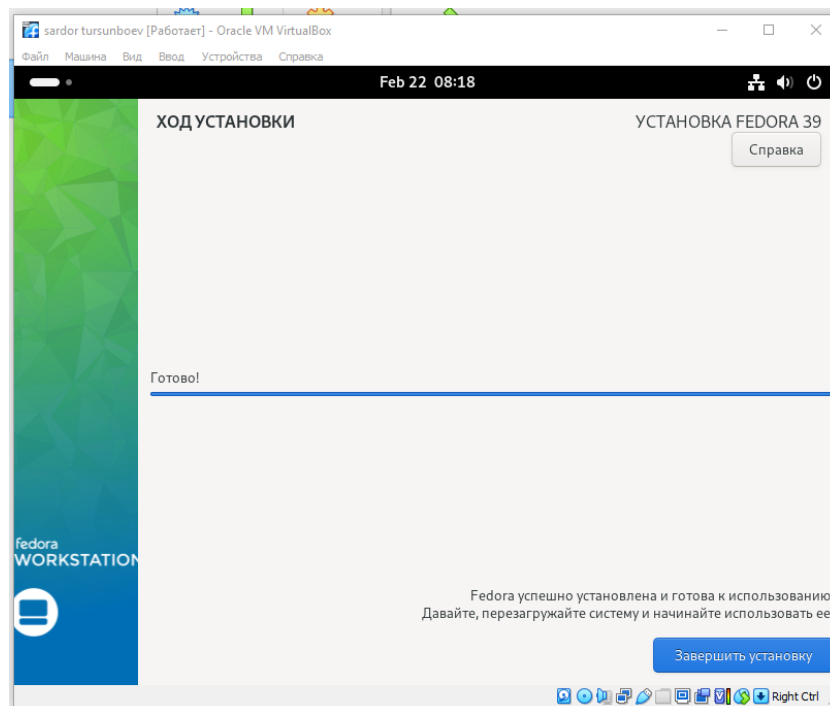 sardor tursunboev [Работает] - Oracle VM VirtualBox
Файл Машина Вид Ввод Устройства Справка
Feb 22 08:18
ХОД УСТАНОВКИ
УСТАНОВКА FEDORA 39
Справка
Готово!
fedora
WORKSTATION
Fedora успешно установлена и готова к использованию
Давайте, перезагружайте систему и начинайте использовать ее
Завершить установку
Right Ctrl